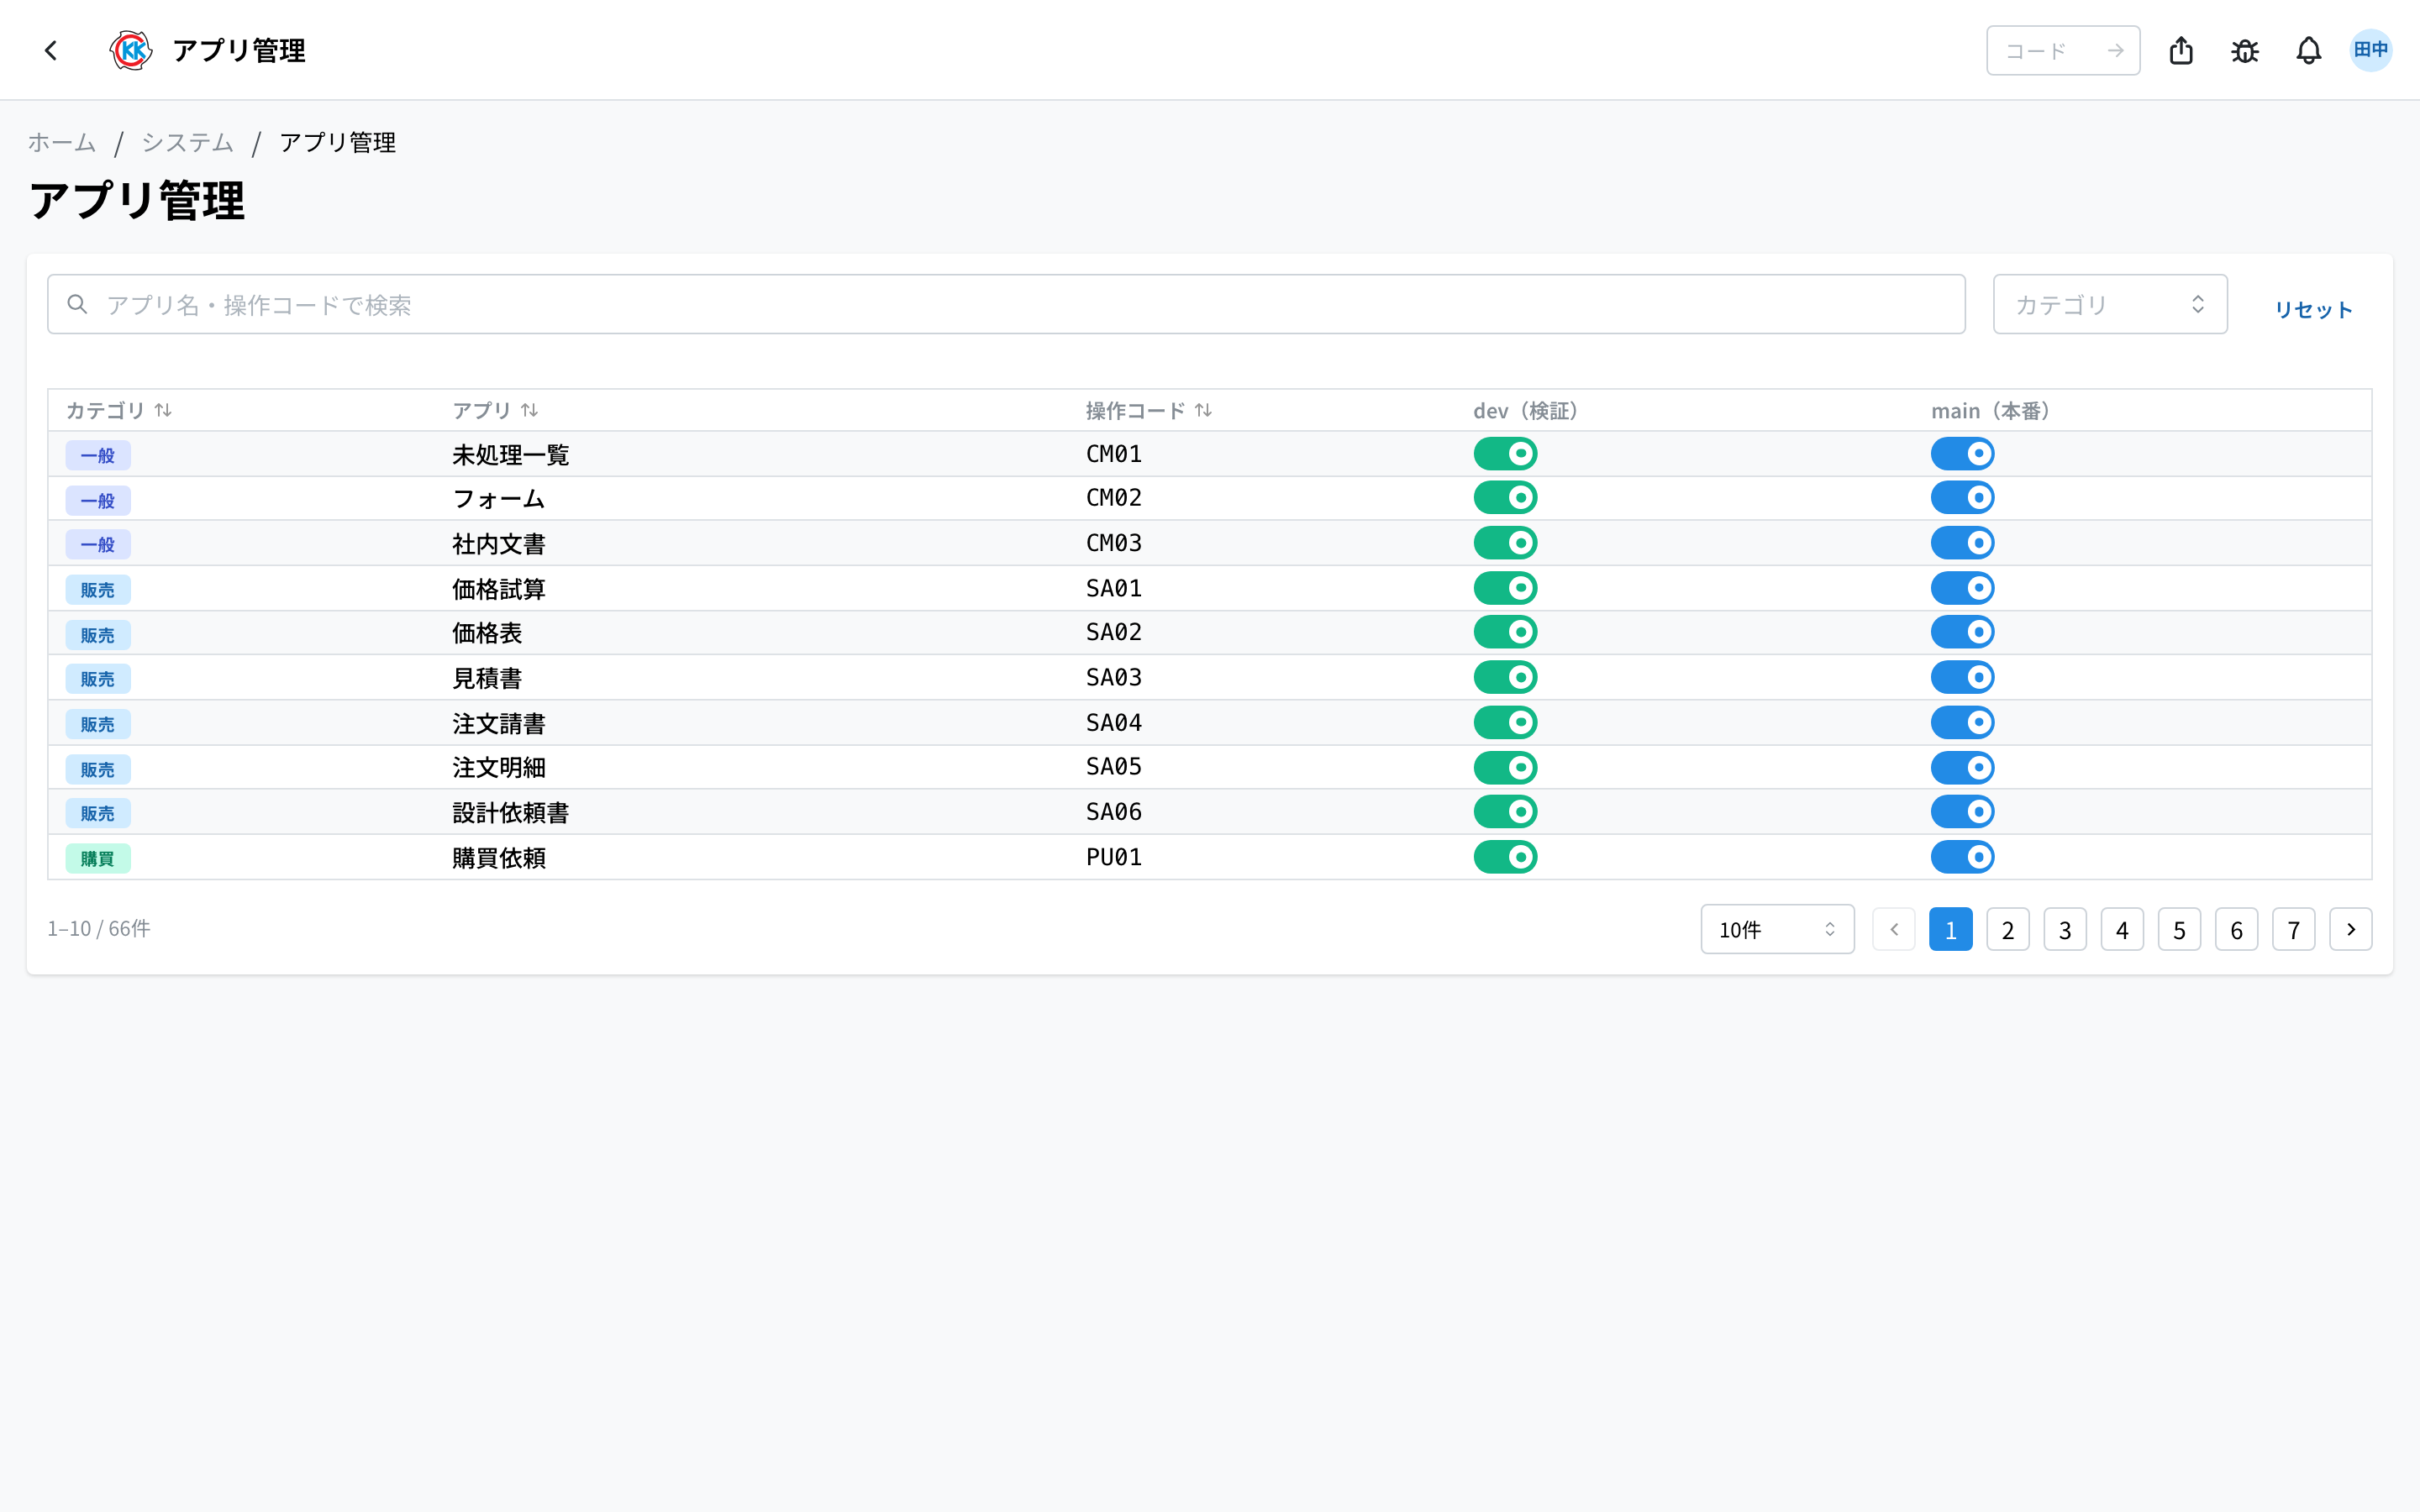 KK アプリ管理 コード 田中
ホーム / システム / アプリ管理
アプリ管理
アプリ名・操作コードで検索 カテゴリ リセット
カテゴリ アプリ 操作コード dev（検証） main（本番）
一般 未処理一覧 CM01
一般 フォーム CM02
一般 社内文書 CM03
販売 価格試算 SA01
販売 価格表 SA02
販売 見積書 SA03
販売 注文請書 SA04
販売 注文明細 SA05
販売 設計依頼書 SA06
購買 購買依頼 PU01
1–10 / 66件 10件 1 2 3 4 5 6 7